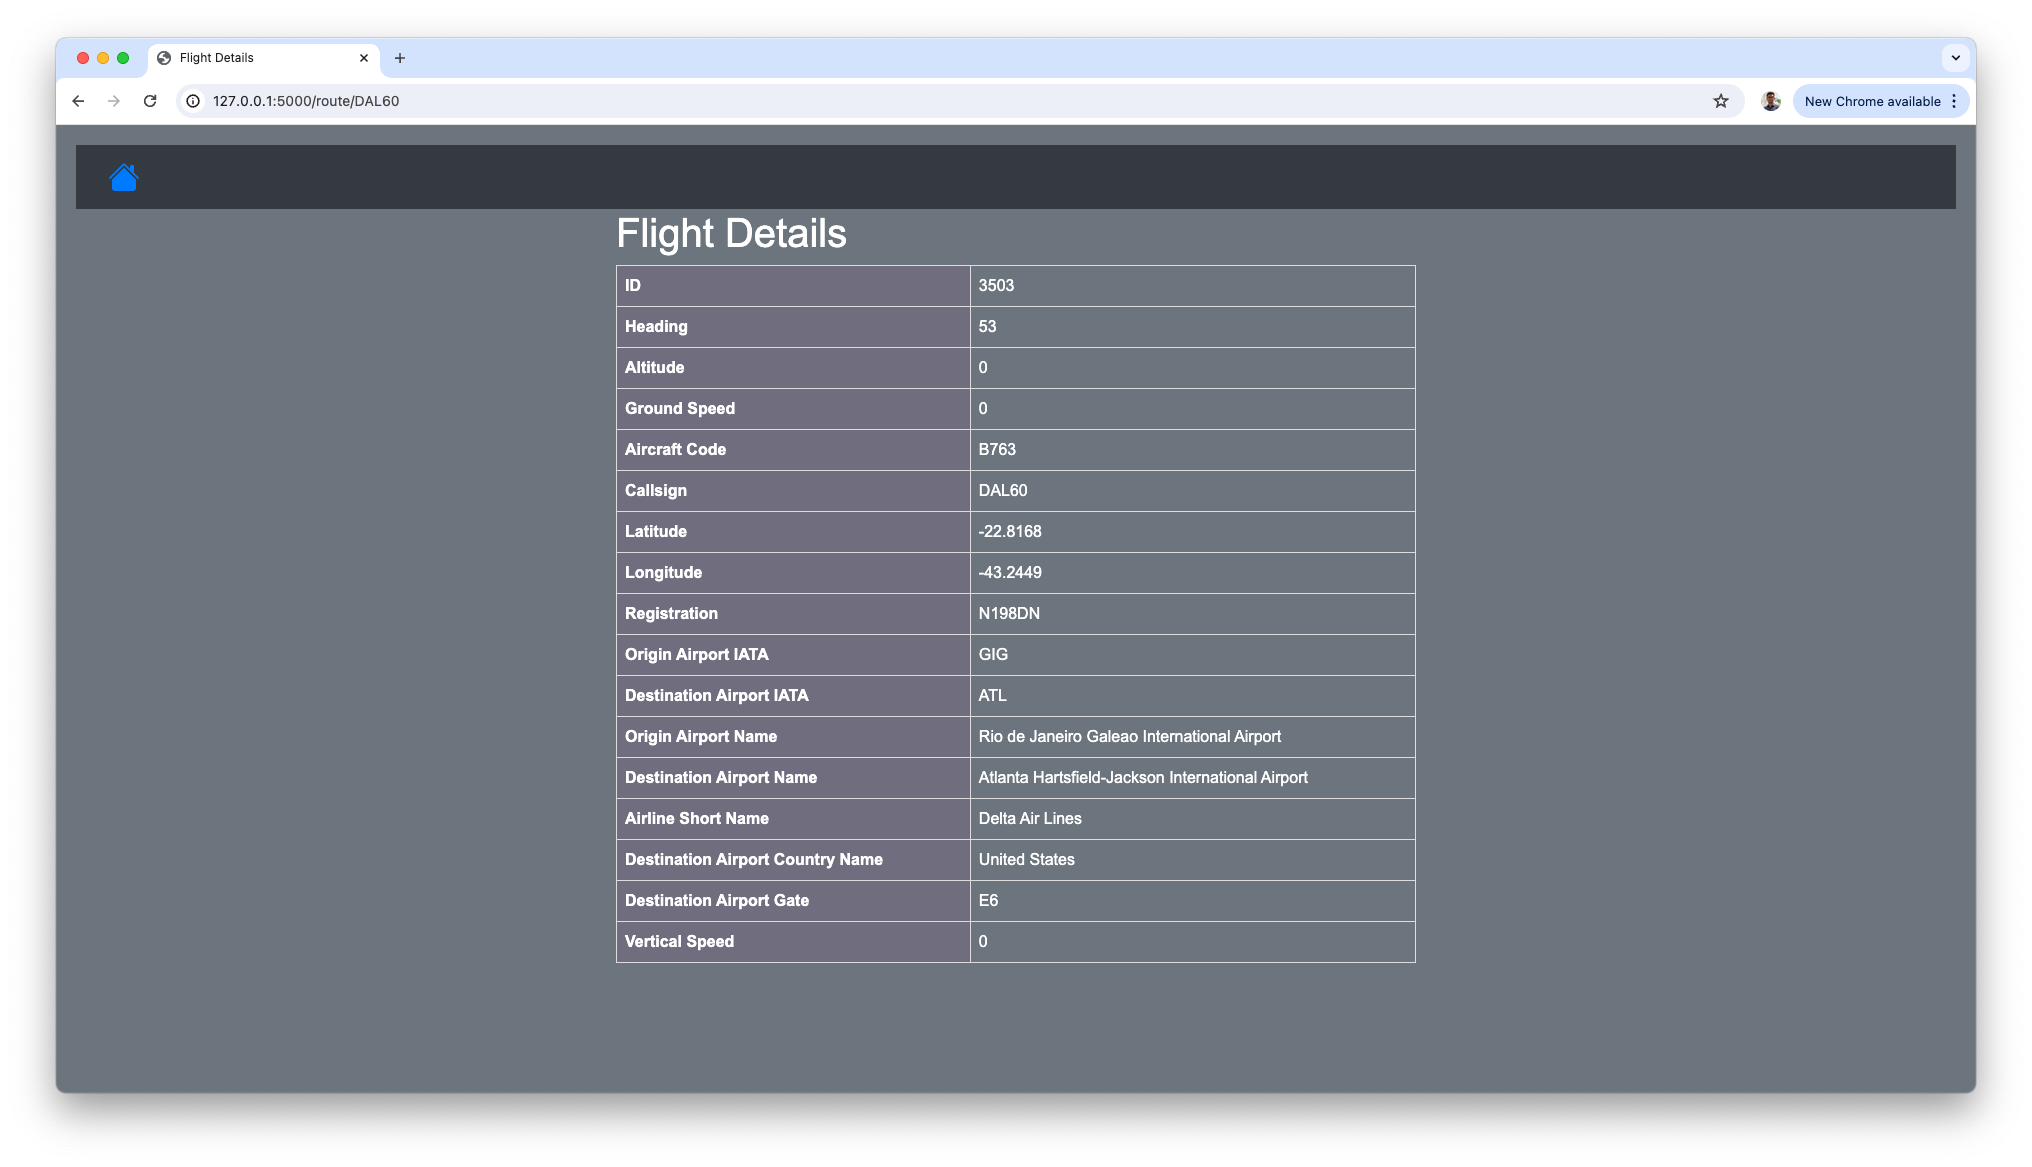 Flight Details
127.0.0.1:5000/route/DAL60
New Chrome available
Flight Details
ID 3503
Heading 53
Altitude 0
Ground Speed 0
Aircraft Code B763
Callsign DAL60
Latitude -22.8168
Longitude -43.2449
Registration N198DN
Origin Airport IATA GIG
Destination Airport IATA ATL
Origin Airport Name Rio de Janeiro Galeao International Airport
Destination Airport Name Atlanta Hartsfield-Jackson International Airport
Airline Short Name Delta Air Lines
Destination Airport Country Name United States
Destination Airport Gate E6
Vertical Speed 0